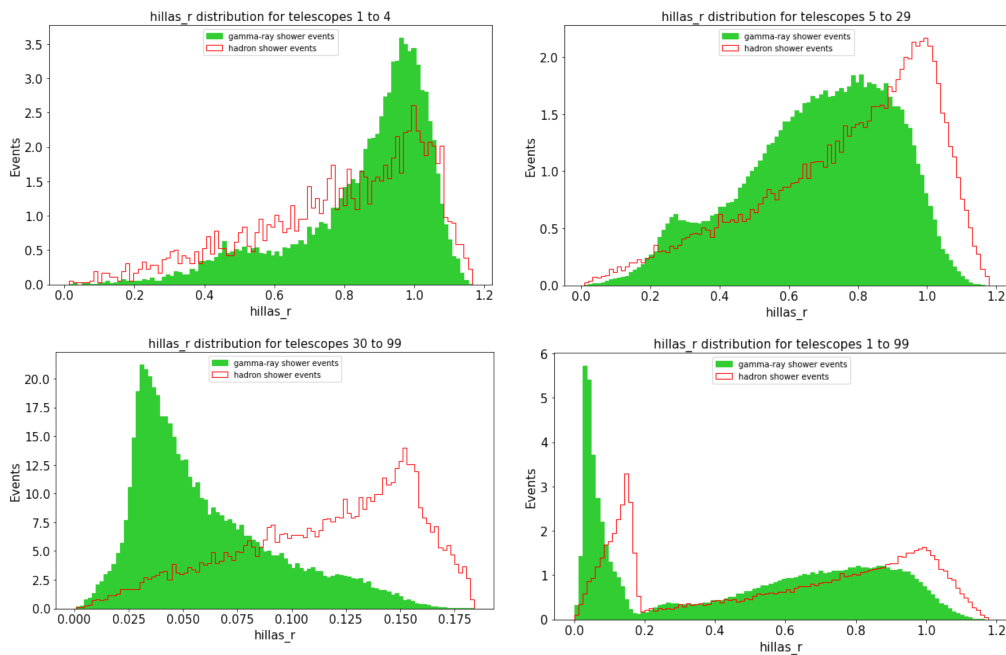 hillas_r distribution for telescopes 1 to 4
gamma-ray shower events
hadron shower events
Events
3.5
3.0
2.5
2.0
1.5
1.0
0.5
0.0
0.0 0.2 0.4 0.6 0.8 1.0 1.2
hillas_r
hillas_r distribution for telescopes 5 to 29
gamma-ray shower events
hadron shower events
Events
2.0
1.5
1.0
0.5
0.0
0.0 0.2 0.4 0.6 0.8 1.0 1.2
hillas_r
hillas_r distribution for telescopes 30 to 99
gamma-ray shower events
hadron shower events
Events
20.0
17.5
15.0
12.5
10.0
7.5
5.0
2.5
0.0
0.000 0.025 0.050 0.075 0.100 0.125 0.150 0.175
hillas_r
hillas_r distribution for telescopes 1 to 99
gamma-ray shower events
hadron shower events
Events
6
5
4
3
2
1
0
0.0 0.2 0.4 0.6 0.8 1.0 1.2
hillas_r